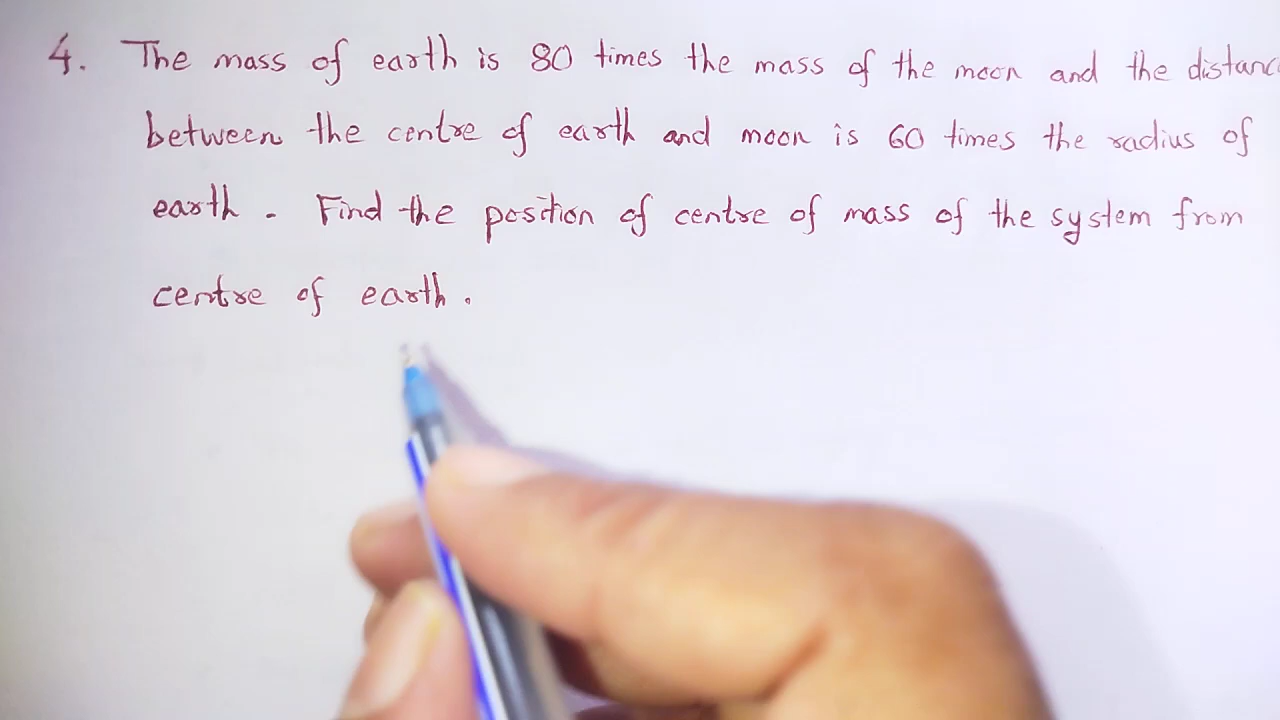 4. The mass of earth is 80 times the mass of the moon and the distanc
between the centre of earth and moon is 60 times the radius of
earth. Find the position of centre of mass of the system from
centre of earth.